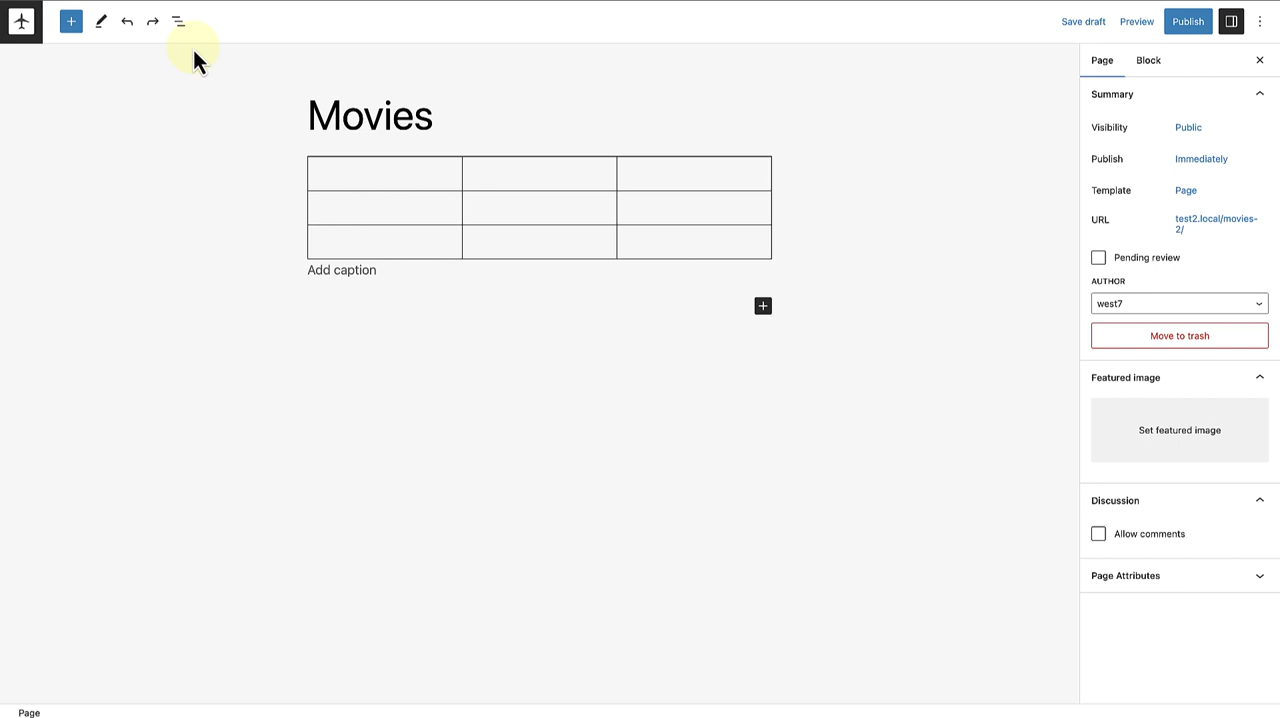 Save draft
Preview
Publish
Page
Block
Movies
Add caption
Summary
Visibility
Public
Publish
Immediately
Template
Page
URL
test2.local/movies-
2/
Pending review
AUTHOR
west7
Move to trash
Featured image
Set featured image
Discussion
Allow comments
Page Attributes
Page